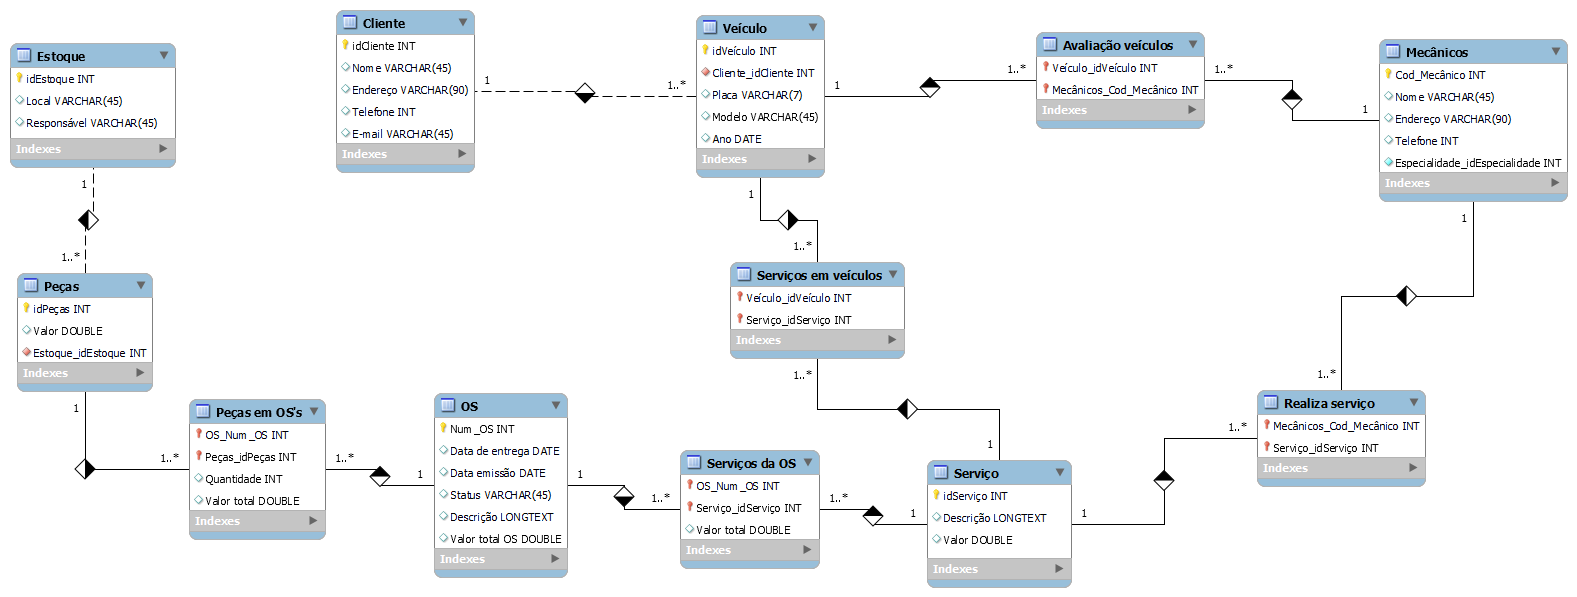 Estoque
idEstoque INT
Local VARCHAR(45)
Responsável VARCHAR(45)
Indexes
1
1..*
Cliente
idCliente INT
Nome VARCHAR(45)
Endereço VARCHAR(90)
Telefone INT
E-mail VARCHAR(45)
Indexes
1
1..*
Veículo
idVeículo INT
Cliente_idCliente INT
Placa VARCHAR(7)
Modelo VARCHAR(45)
Ano DATE
Indexes
1
1..*
Avaliação veículos
Veículo_idVeículo INT
Mecânicos_Cod_Mecânico INT
Indexes
1..*
1
Mecânicos
Cod_Mecânico INT
Nome VARCHAR(45)
Endereço VARCHAR(90)
Telefone INT
Especialidade_idEspecialidade INT
Indexes
1
1..*
1
1..*
Serviços em veículos
Veículo_idVeículo INT
Serviço_idServiço INT
Indexes
1..*
1
Peças
idPeças INT
Valor DOUBLE
Estoque_idEstoque INT
Indexes
1
1..*
Peças em OS's
OS_Num_OS INT
Peças_idPeças INT
Quantidade INT
Valor total DOUBLE
Indexes
1..*
1
OS
Num_OS INT
Data de entrega DATE
Data emissão DATE
Status VARCHAR(45)
Descrição LONGTEXT
Valor total OS DOUBLE
Indexes
1
1..*
Serviços da OS
OS_Num_OS INT
Serviço_idServiço INT
Valor total DOUBLE
Indexes
1..*
1
Serviço
idServiço INT
Descrição LONGTEXT
Valor DOUBLE
Indexes
1
1..*
Realiza serviço
Mecânicos_Cod_Mecânico INT
Serviço_idServiço INT
Indexes